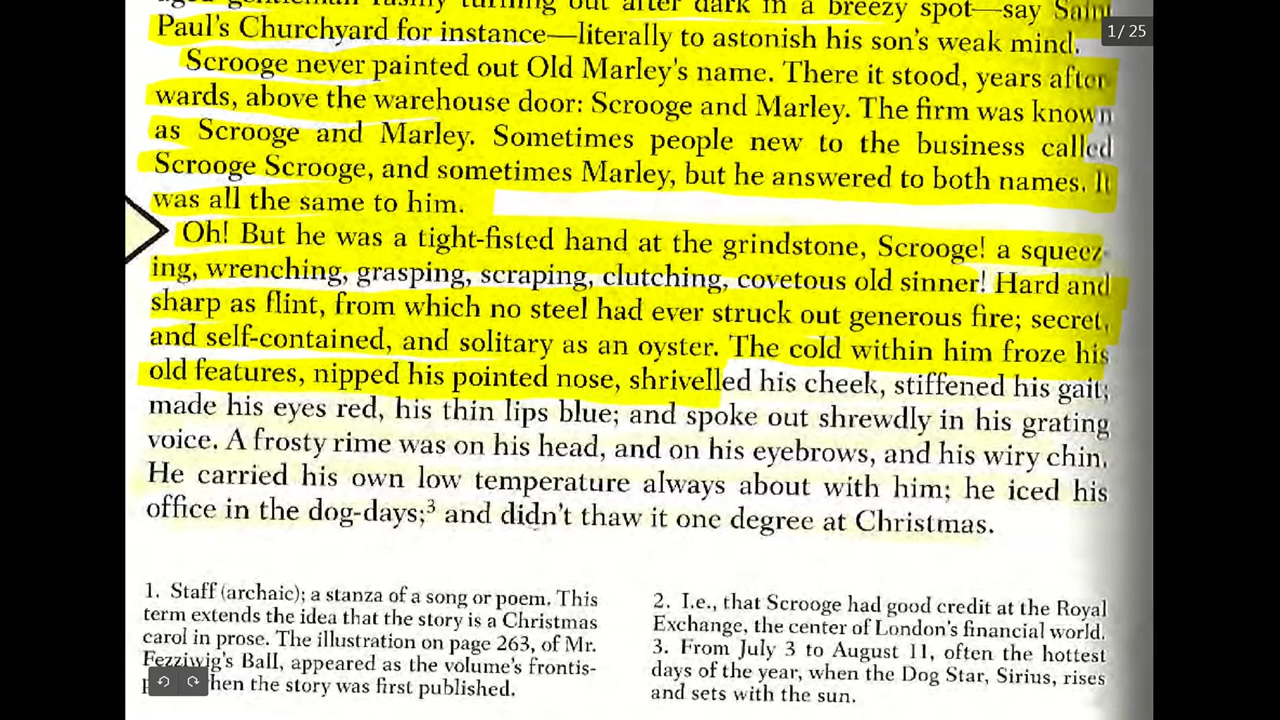 aged gentleman rashly turning out after dark in a breezy spot—say Saint
Paul's Churchyard for instance—literally to astonish his son's weak mind.
Scrooge never painted out Old Marley's name. There it stood, years after-
wards, above the warehouse door: Scrooge and Marley. The firm was known
as Scrooge and Marley. Sometimes people new to the business called
Scrooge Scrooge, and sometimes Marley, but he answered to both names. It
was all the same to him.
Oh! But he was a tight-fisted hand at the grindstone, Scrooge! a squeez-
ing, wrenching, grasping, scraping, clutching, covetous old sinner! Hard and
sharp as flint, from which no steel had ever struck out generous fire; secret,
and self-contained, and solitary as an oyster. The cold within him froze his
old features, nipped his pointed nose, shrivelled his cheek, stiffened his gait;
made his eyes red, his thin lips blue; and spoke out shrewdly in his grating
voice. A frosty rime was on his head, and on his eyebrows, and his wiry chin.
He carried his own low temperature always about with him; he iced his
office in the dog-days;3 and didn't thaw it one degree at Christmas.
1. Staff (archaic); a stanza of a song or poem. This
term extends the idea that the story is a Christmas
carol in prose. The illustration on page 263, of Mr.
Fezziwig's Ball, appeared as the volume's frontis-
hen the story was first published.
2. I.e., that Scrooge had good credit at the Royal
Exchange, the center of London's financial world.
3. From July 3 to August 11, often the hottest
days of the year, when the Dog Star, Sirius, rises
and sets with the sun.
1/25